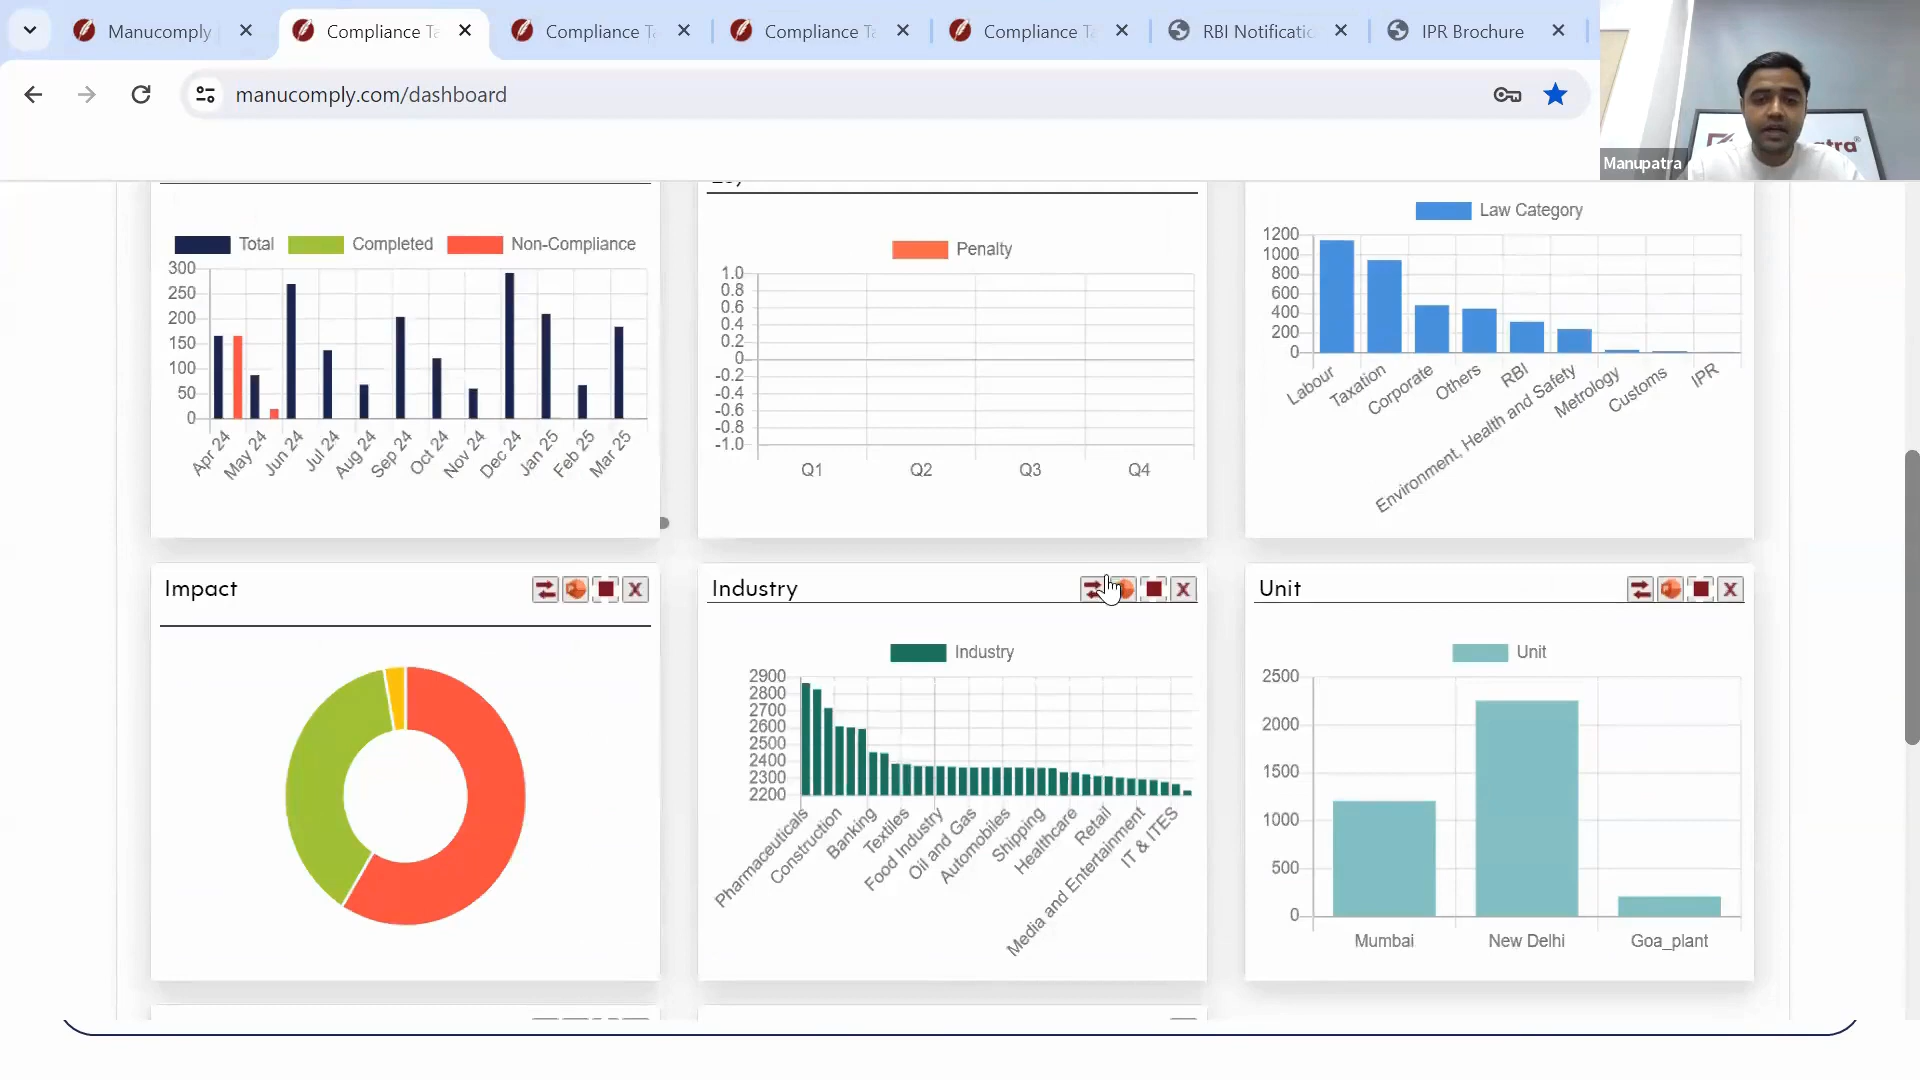 Manucomply
Compliance Ta
Compliance Ta
Compliance Ta
Compliance Ta
RBI Notificatio
IPR Brochure
manucomply.com/dashboard
Manupatra
Total Completed Non-Compliance
300
250
200
150
100
50
0
Apr 24 May 24 Jun 24 Jul 24 Aug 24 Sep 24 Oct 24 Nov 24 Dec 24 Jan 25 Feb 25 Mar 25
Penalty
1.0
0.8
0.6
0.4
0.2
0
-0.2
-0.4
-0.6
-0.8
-1.0
Q1 Q2 Q3 Q4
Law Category
1200
1000
800
600
400
200
0
Labour Taxation Corporate Others RBI Environment, Health and Safety Metrology Customs IPR
Impact
Industry
Industry
2900
2800
2700
2600
2500
2400
2300
2200
Pharmaceuticals Construction Banking Textiles Food Industry Oil and Gas Automobiles Shipping Healthcare Retail Media and Entertainment IT & ITES
Unit
Unit
2500
2000
1500
1000
500
0
Mumbai New Delhi Goa_plant